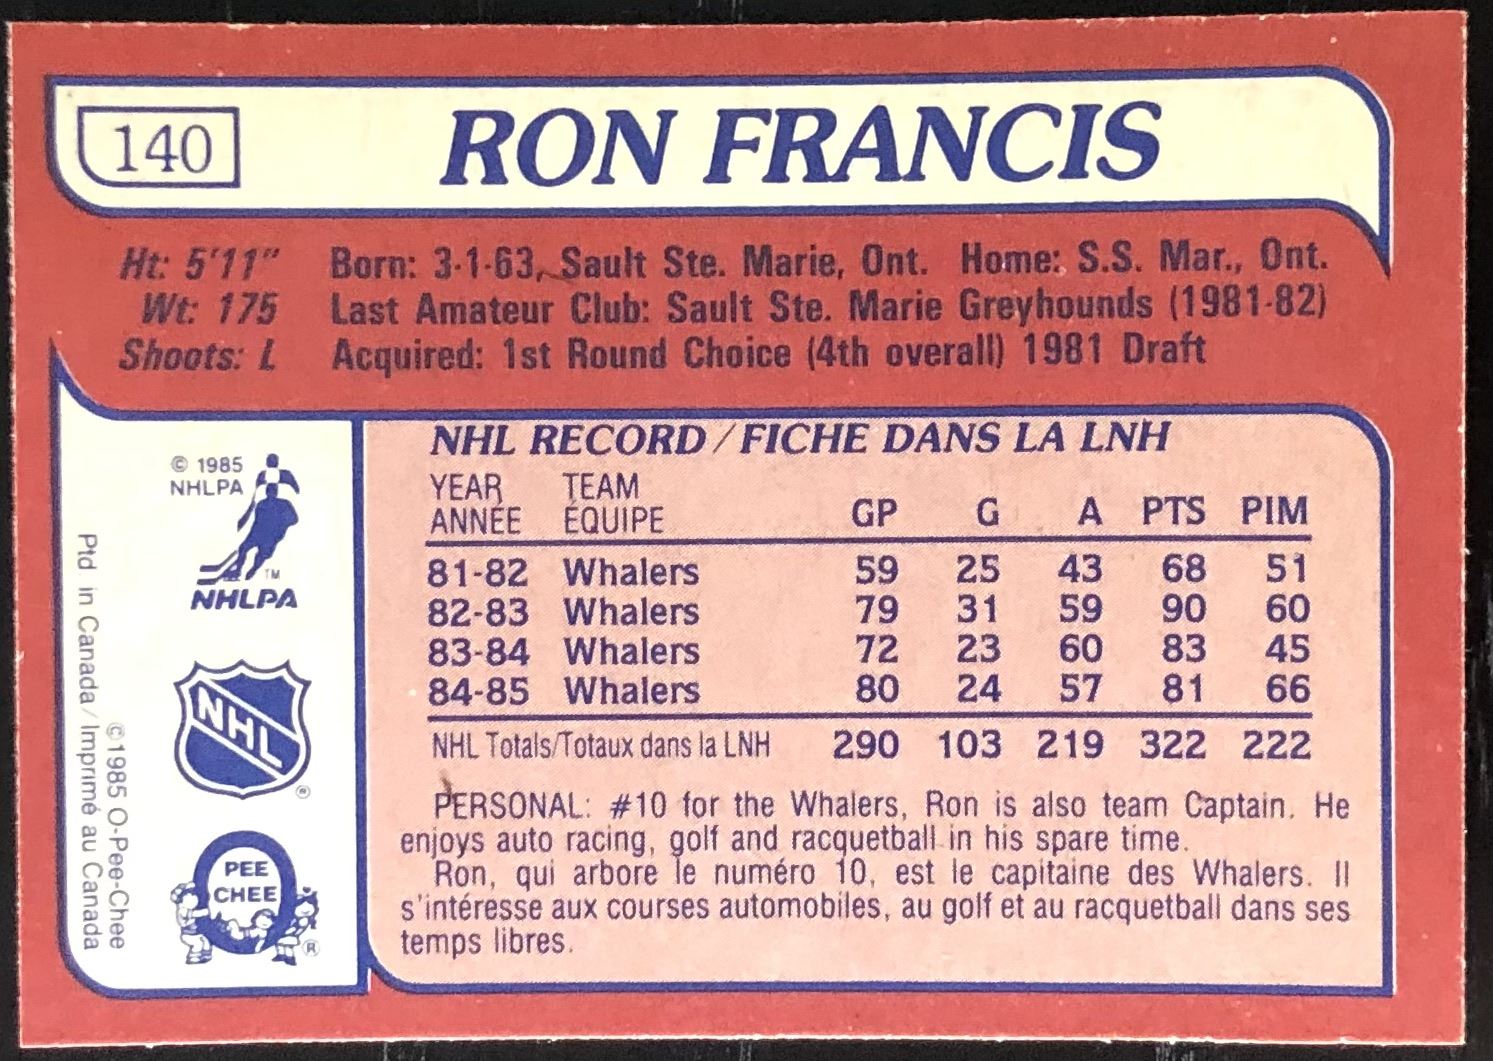 140 RON FRANCIS
Ht: 5'11" Born: 3-1-63, Sault Ste. Marie, Ont. Home: S.S. Mar., Ont.
Wt: 175 Last Amateur Club: Sault Ste. Marie Greyhounds (1981-82)
Shoots: L Acquired: 1st Round Choice (4th overall) 1981 Draft
© 1985
NHLPA
TM
NHLPA
NHL
®
PEE
CHEE
®
©1985 O-Pee-Chee
Ptd. in Canada/Imprimé au Canada
NHL RECORD/FICHE DANS LA LNH
YEAR TEAM
ANNÉE ÉQUIPE GP G A PTS PIM
81-82 Whalers 59 25 43 68 51
82-83 Whalers 79 31 59 90 60
83-84 Whalers 72 23 60 83 45
84-85 Whalers 80 24 57 81 66
NHL Totals/Totaux dans la LNH 290 103 219 322 222
PERSONAL: #10 for the Whalers, Ron is also team Captain. He
enjoys auto racing, golf and racquetball in his spare time.
Ron, qui arbore le numéro 10, est le capitaine des Whalers. Il
s'intéresse aux courses automobiles, au golf et au racquetball dans ses
temps libres.